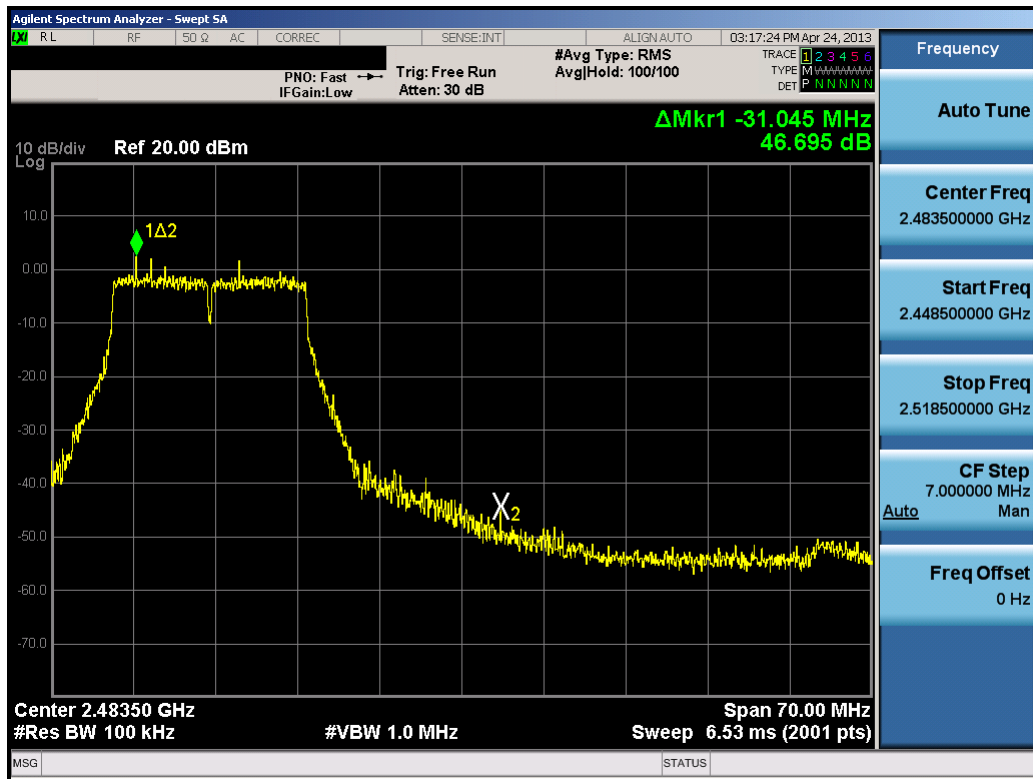 Agilent Spectrum Analyzer - Swept SA
LXI RL RF 50 Ω AC CORREC SENSE:INT ALIGN AUTO 03:17:24 PM Apr 24, 2013
PNO: Fast
IFGain:Low
Trig: Free Run
Atten: 30 dB
#Avg Type: RMS
Avg|Hold: 100/100
TRACE 1 2 3 4 5 6
TYPE M W W W W W
DET P N N N N N
ΔMkr1 -31.045 MHz
46.695 dB
10 dB/div Ref 20.00 dBm
Log
10.0
0.00
-10.0
-20.0
-30.0
-40.0
-50.0
-60.0
-70.0
1Δ2
X2
Center 2.48350 GHz Span 70.00 MHz
#Res BW 100 kHz #VBW 1.0 MHz Sweep 6.53 ms (2001 pts)
MSG STATUS
Frequency
Auto Tune
Center Freq
2.483500000 GHz
Start Freq
2.448500000 GHz
Stop Freq
2.518500000 GHz
CF Step
7.000000 MHz
Auto Man
Freq Offset
0 Hz